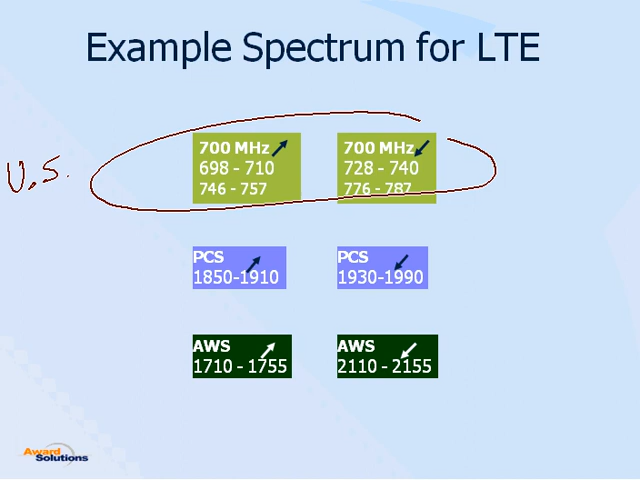 Example Spectrum for LTE
U.S.
700 MHz
698 - 710
746 - 757
700 MHz
728 - 740
776 - 787
PCS
1850-1910
PCS
1930-1990
AWS
1710 - 1755
AWS
2110 - 2155
Award
Solutions